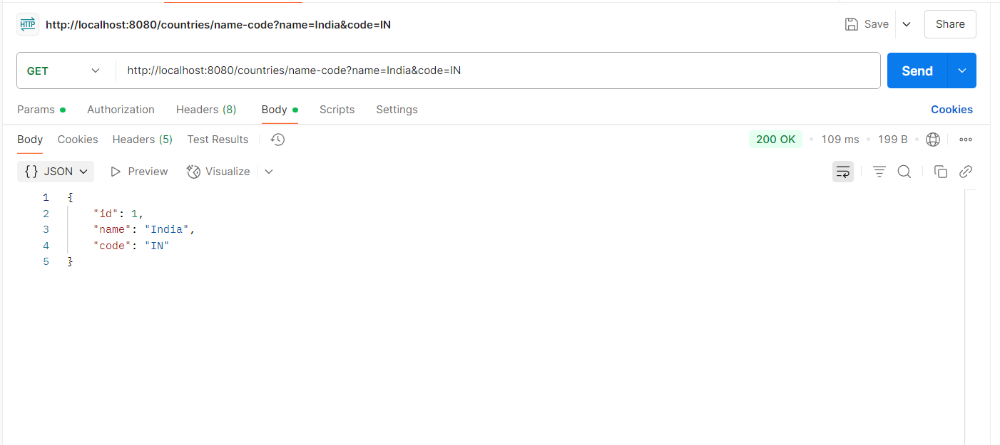 HTTP http://localhost:8080/countries/name-code?name=India&code=IN Save Share
GET http://localhost:8080/countries/name-code?name=India&code=IN Send
Params Authorization Headers (8) Body Scripts Settings Cookies
Body Cookies Headers (5) Test Results 200 OK 109 ms 199 B
{} JSON Preview Visualize
1 {
2 "id": 1,
3 "name": "India",
4 "code": "IN"
5 }